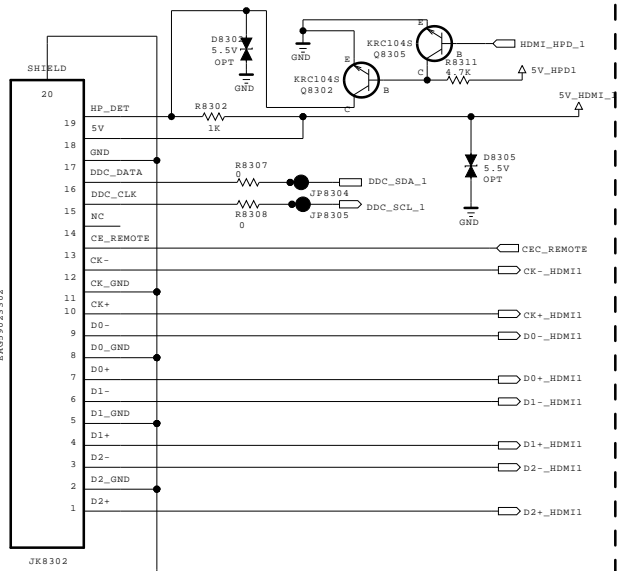 E
D8302
5.5V
OPT
GND
KRC104S
Q8305
B
C
HDMI_HPD_1
GND
E
KRC104S
Q8302
B
C
R8311
4.7K
5V_HPD1
SHIELD
20
5V_HDMI_1
HP_DET
R8302
1K
19
5V
18
GND
D8305
5.5V
OPT
GND
17
DDC_DATA
R8307
0
JP8304
DDC_SDA_1
16
DDC_CLK
R8308
0
JP8305
DDC_SCL_1
15
NC
14
CE_REMOTE
CEC_REMOTE
13
CK-
CK-_HDMI1
12
CK_GND
11
10
CK+
CK+_HDMI1
D0-
D0-_HDMI1
9
D0_GND
8
D0+
D0+_HDMI1
7
D1-
D1-_HDMI1
6
D1_GND
5
D1+
D1+_HDMI1
4
D2-
D2-_HDMI1
3
D2_GND
2
D2+
D2+_HDMI1
1
JK8302